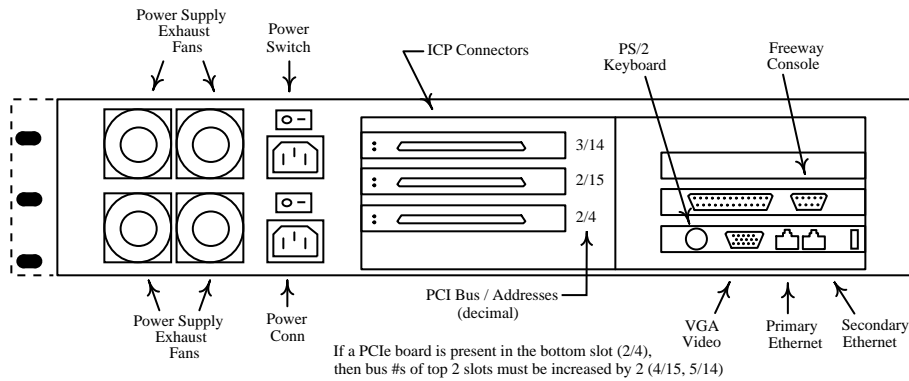 Power Supply
Exhaust
Fans
Power
Switch
ICP Connectors
PS/2
Keyboard
Freeway
Console
3/14
2/15
2/4
Power Supply
Exhaust
Fans
Power
Conn
PCI Bus / Addresses
(decimal)
VGA
Video
Primary
Ethernet
Secondary
Ethernet
If a PCIe board is present in the bottom slot (2/4),
then bus #s of top 2 slots must be increased by 2 (4/15, 5/14)